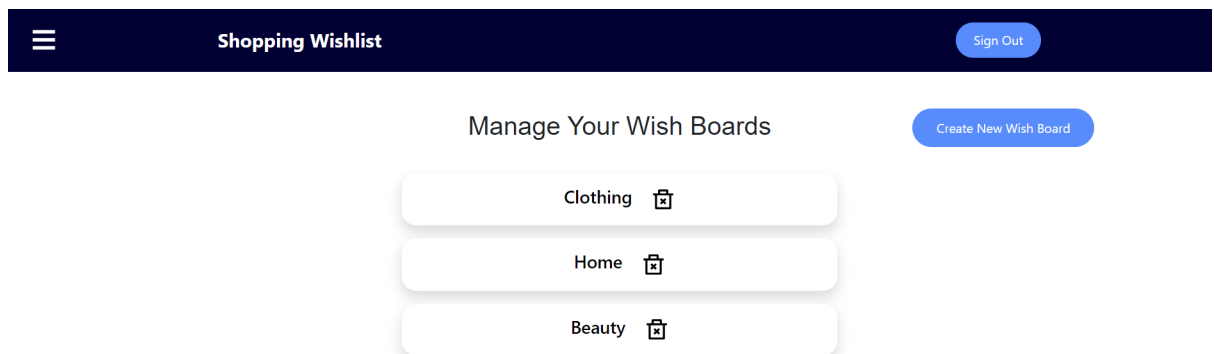 Shopping Wishlist
Sign Out
Manage Your Wish Boards
Create New Wish Board
Clothing
Home
Beauty